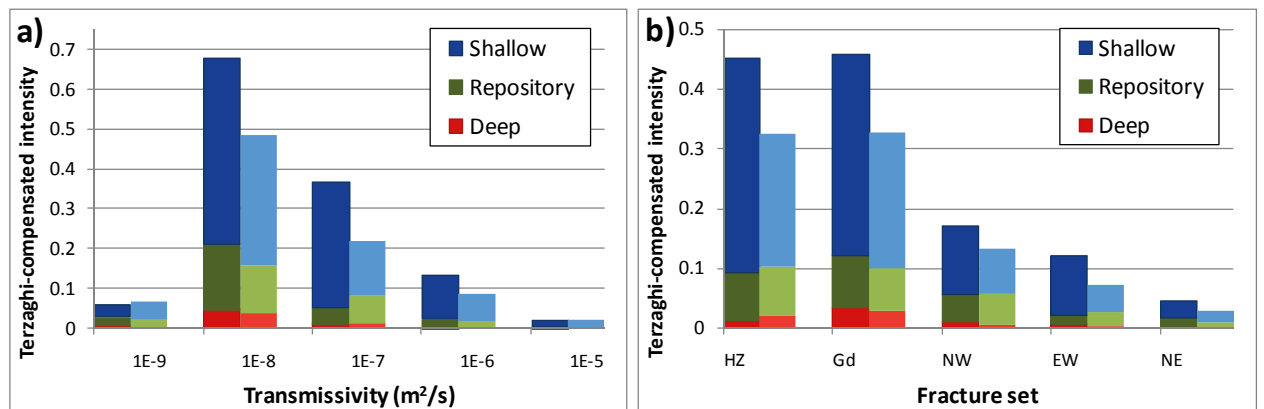 a)
Terzaghi-compensated intensity
0.7
0.6
0.5
0.4
0.3
0.2
0.1
0
Shallow
Repository
Deep
1E-9 1E-8 1E-7 1E-6 1E-5
Transmissivity (m²/s)
b)
Terzaghi-compensated intensity
0.5
0.4
0.3
0.2
0.1
0
Shallow
Repository
Deep
HZ Gd NW EW NE
Fracture set